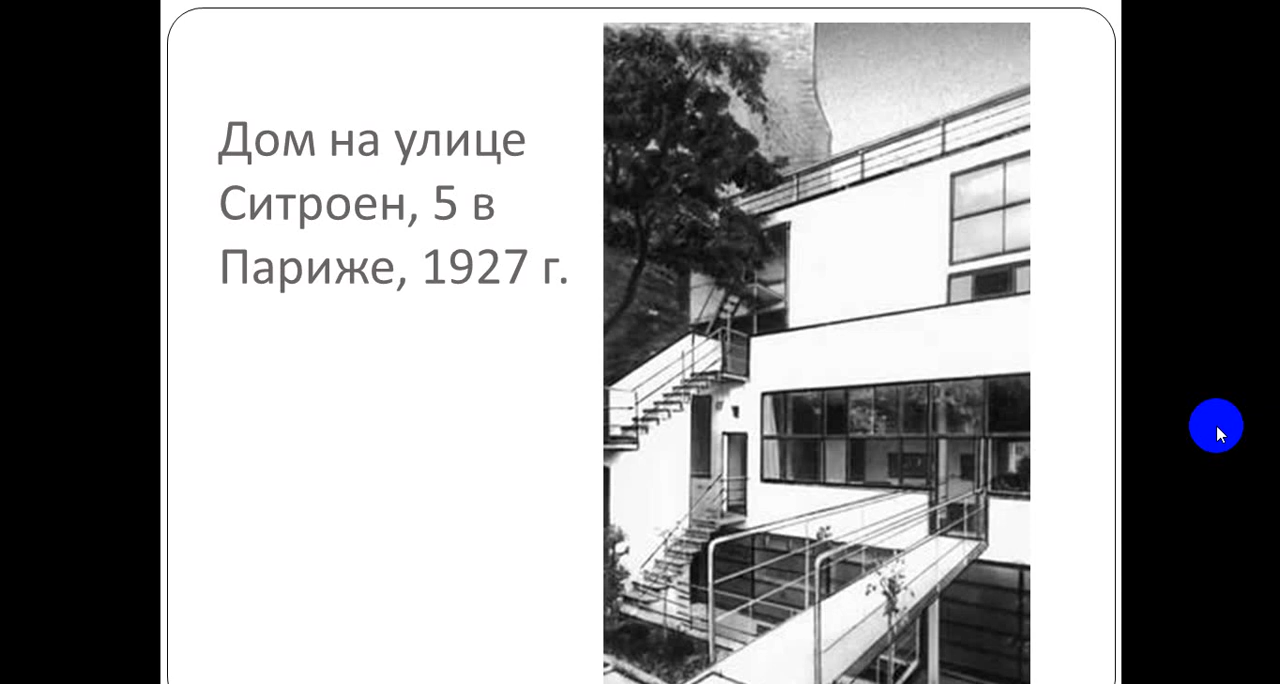 Дом на улице
Ситроен, 5 в
Париже, 1927 г.